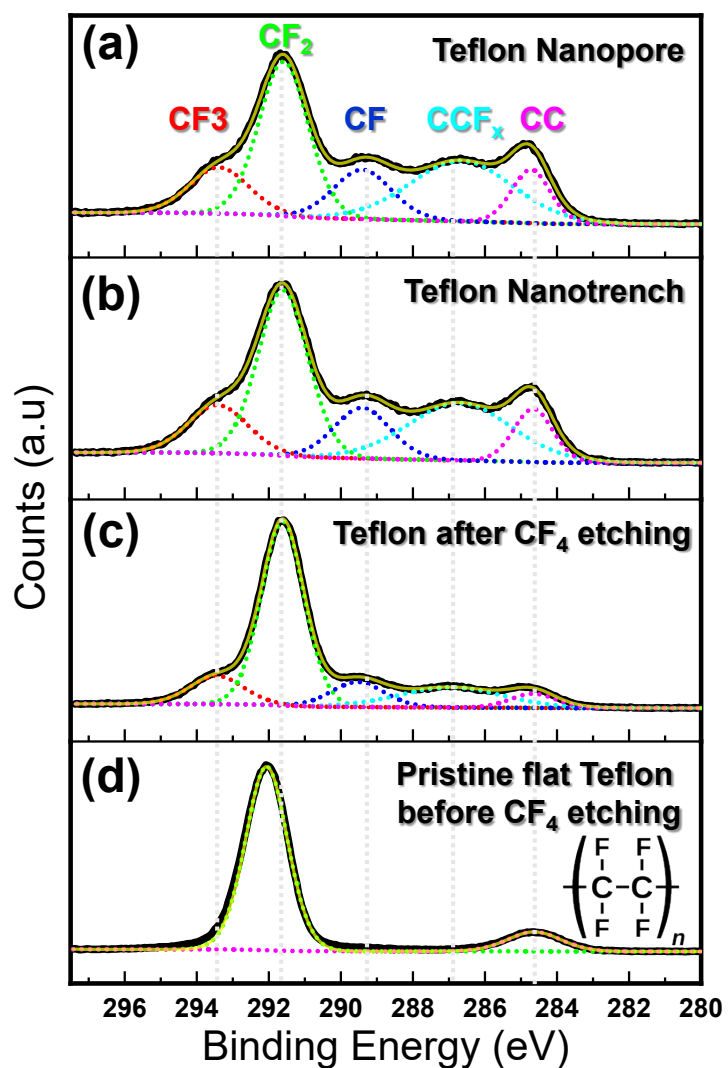 (a)
CF₂
Teflon Nanopore
CF3
CF
CCFₓ
CC
(b)
Teflon Nanotrench
(c)
Teflon after CF₄ etching
(d)
Pristine flat Teflon
before CF₄ etching
F F
C C
F F
n
Counts (a.u)
296 294 292 290 288 286 284 282 280
Binding Energy (eV)